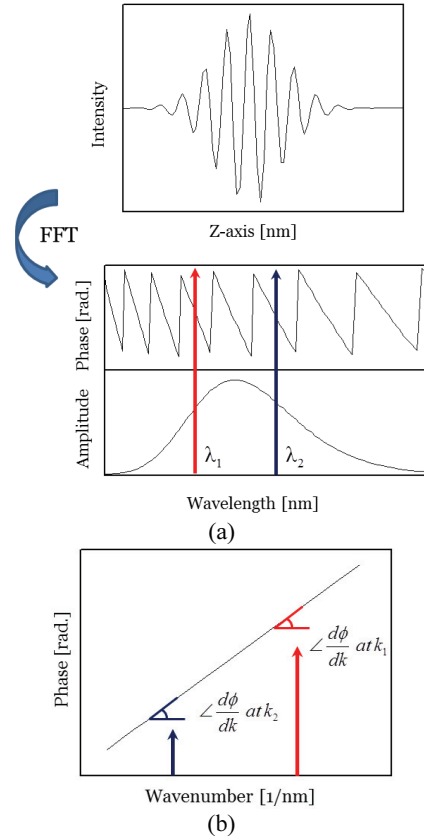 Intensity
Z-axis [nm]
FFT
Phase [rad.]
Amplitude
λ₁
λ₂
Wavelength [nm]
(a)
Phase [rad.]
∠ dϕ/dk at k₁
∠ dϕ/dk at k₂
Wavenumber [1/nm]
(b)